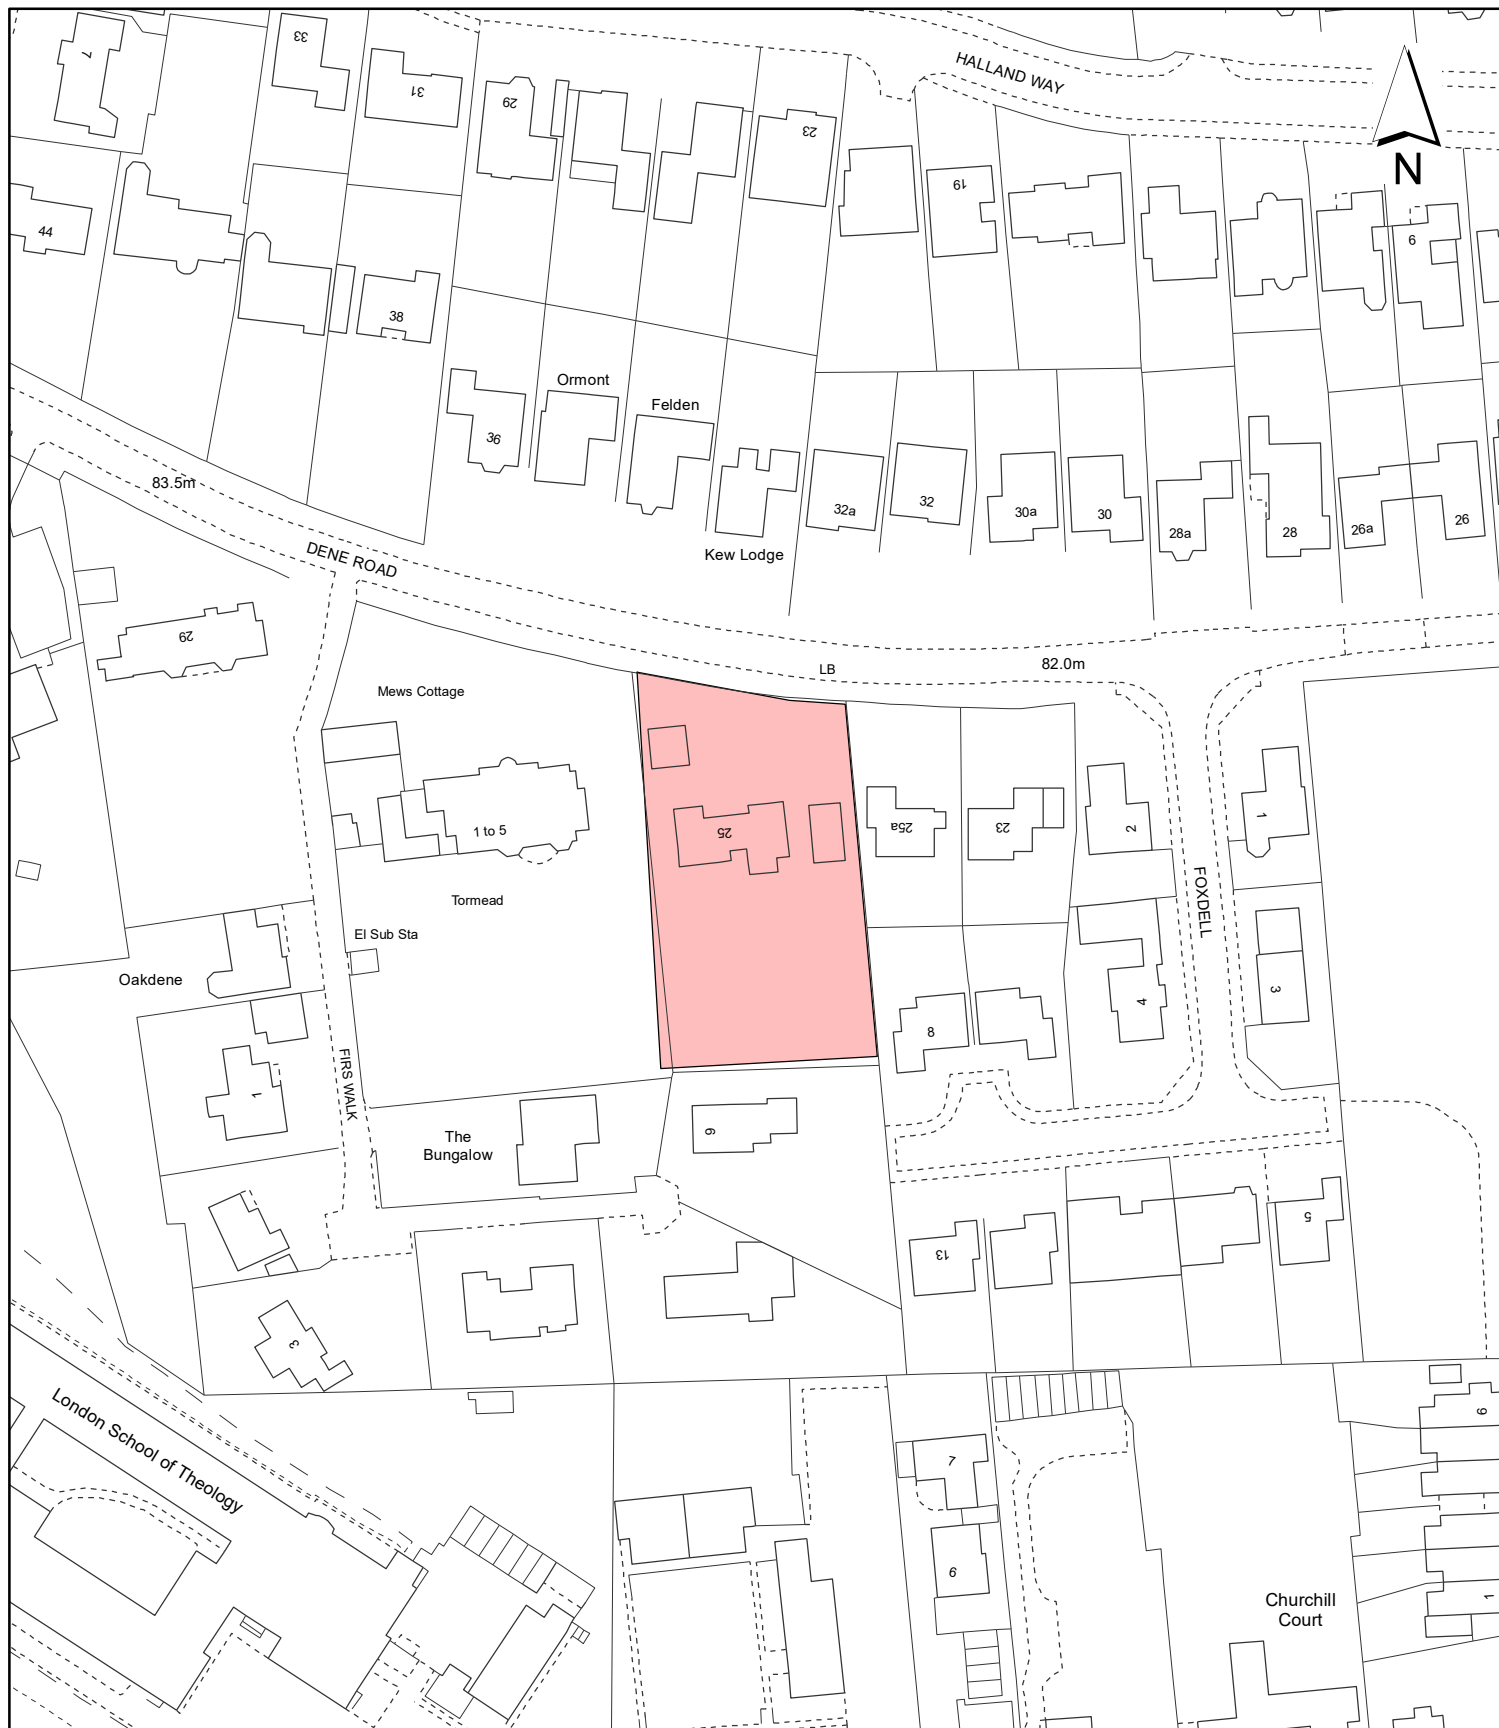 HALLAND WAY
N
7
33
31
29
23
19
6
44
38
36
Ormont
Felden
Kew Lodge
32a
32
30a
30
28a
28
26a
26
83.5m
DENE ROAD
LB
82.0m
29
Mews Cottage
1 to 5
Tormead
El Sub Sta
25
25a
23
2
1
FOXDELL
Oakdene
FIRS WALK
1
8
4
3
The
Bungalow
9
13
5
3
London School of Theology
7
6
9
1
Churchill
Court